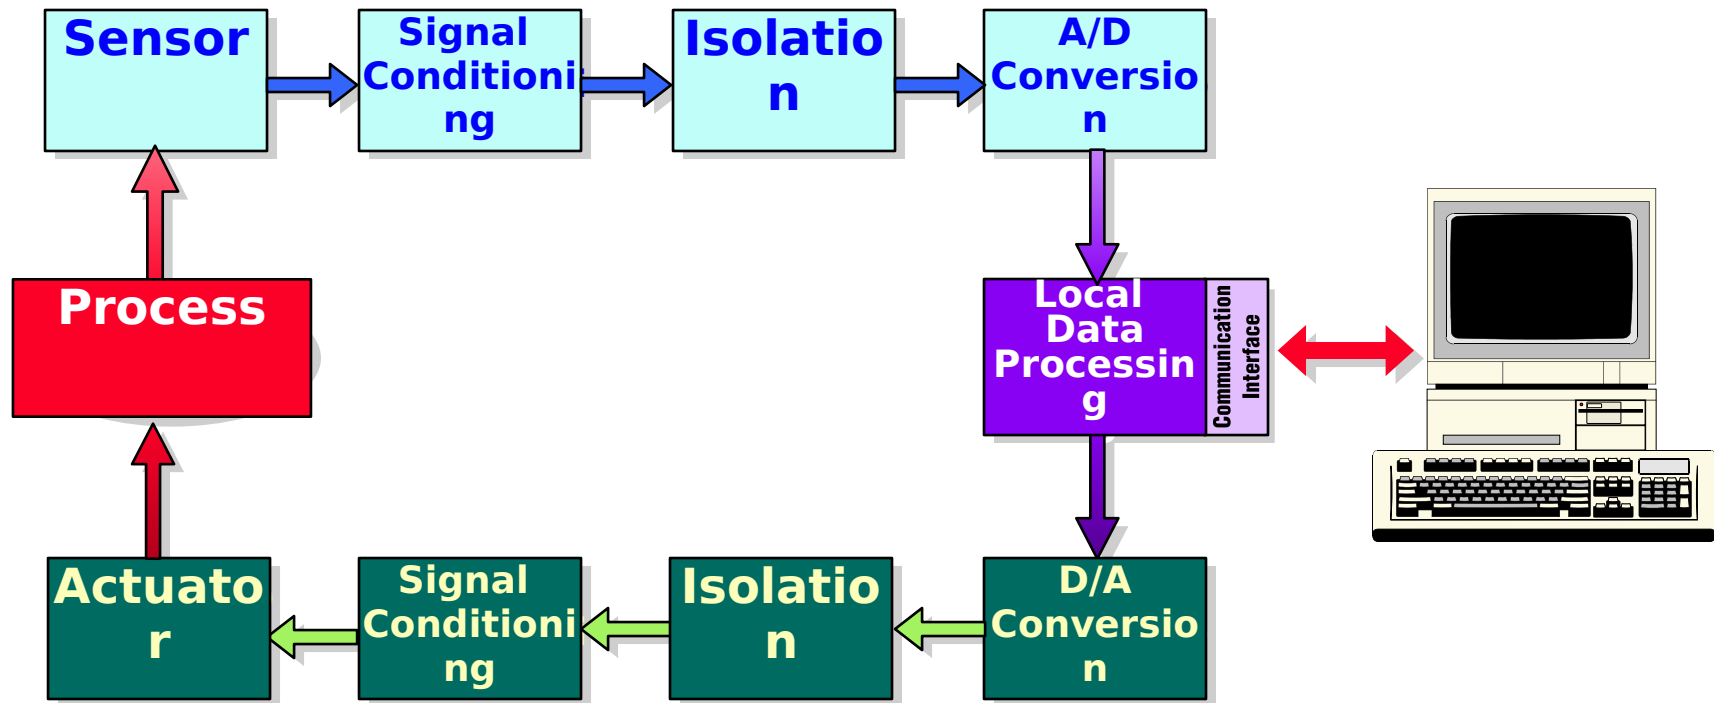 Sensor
Signal
Conditioni
ng
Isolatio
n
A/D
Conversio
n
Process
Local
Data
Processin
g
Communication
Interface
Actuato
r
Signal
Conditioni
ng
Isolatio
n
D/A
Conversio
n